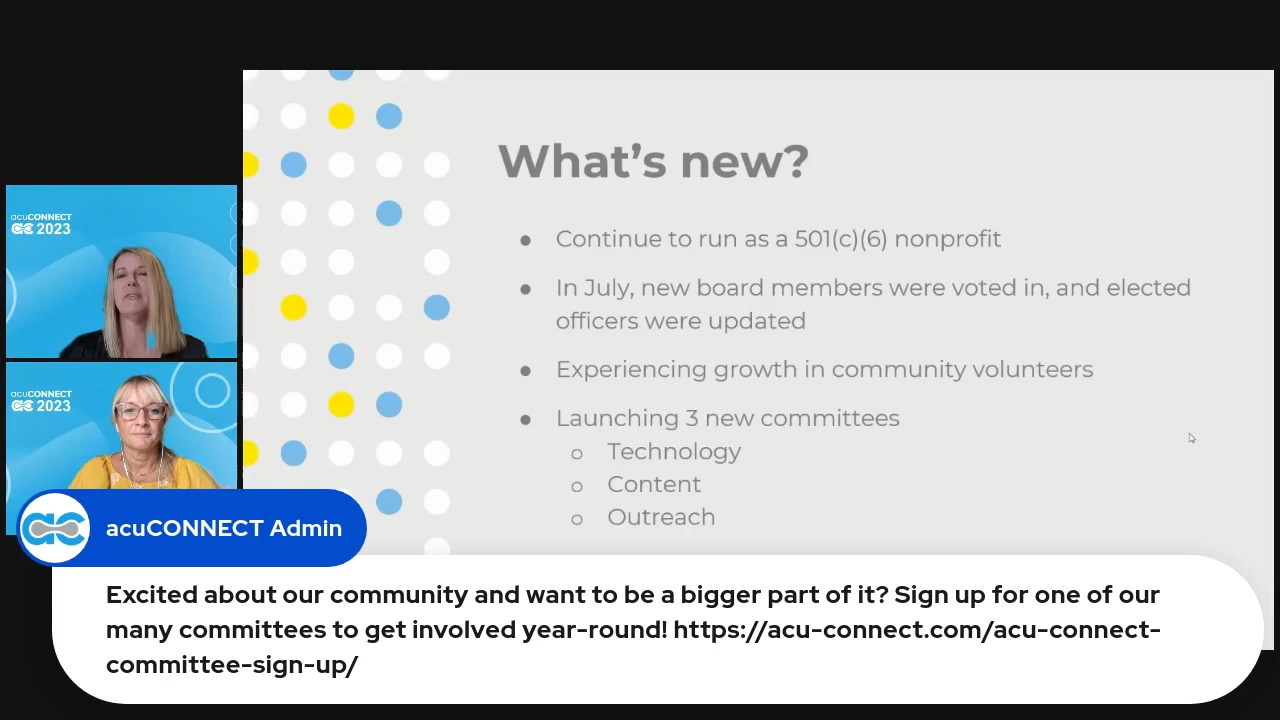 What's new?
Continue to run as a 501(c)(6) nonprofit
In July, new board members were voted in, and elected
officers were updated
Experiencing growth in community volunteers
Launching 3 new committees
Technology
Content
Outreach
acuCONNECT
ac 2023
acuCONNECT
ac 2023
ac
acuCONNECT Admin
Excited about our community and want to be a bigger part of it? Sign up for one of our
many committees to get involved year-round! https://acu-connect.com/acu-connect-
committee-sign-up/